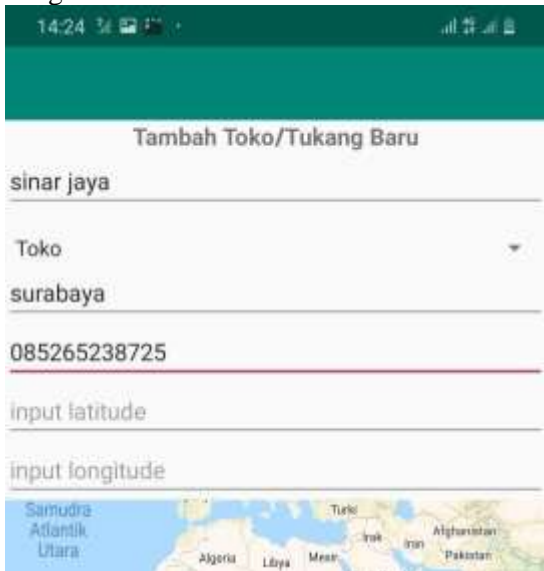 14:24
Tambah Toko/Tukang Baru
sinar jaya
Toko
surabaya
085265238725
input latitude
input longitude
Samudra
Atlantik
Utara
Turki
Algeria
Libya
Mesir
Irak
Iran
Afghanistan
Pakistan